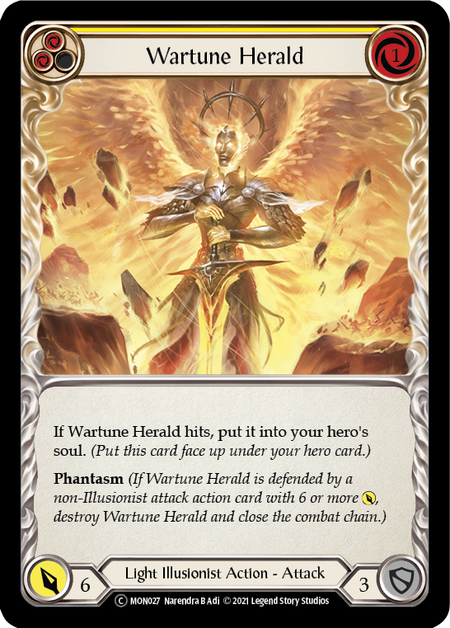 Wartune Herald
1
If Wartune Herald hits, put it into your hero's
soul. (Put this card face up under your hero card.)
Phantasm (If Wartune Herald is defended by a
non-Illusionist attack action card with 6 or more ,
destroy Wartune Herald and close the combat chain.)
6
Light Illusionist Action - Attack
3
C MON027 Narendra B Adi © 2021 Legend Story Studios